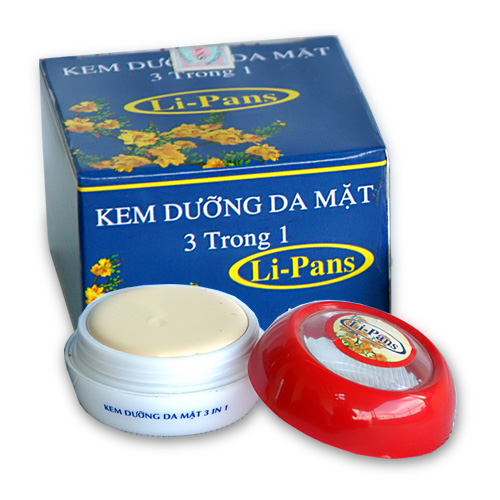 KEM DƯỠNG DA MẶT
3 Trong 1
Li-Pans
KEM DƯỠNG DA MẶT
3 Trong 1
Li-Pans
Li-Pans
KEM DƯỠNG DA MẶT 3 IN 1